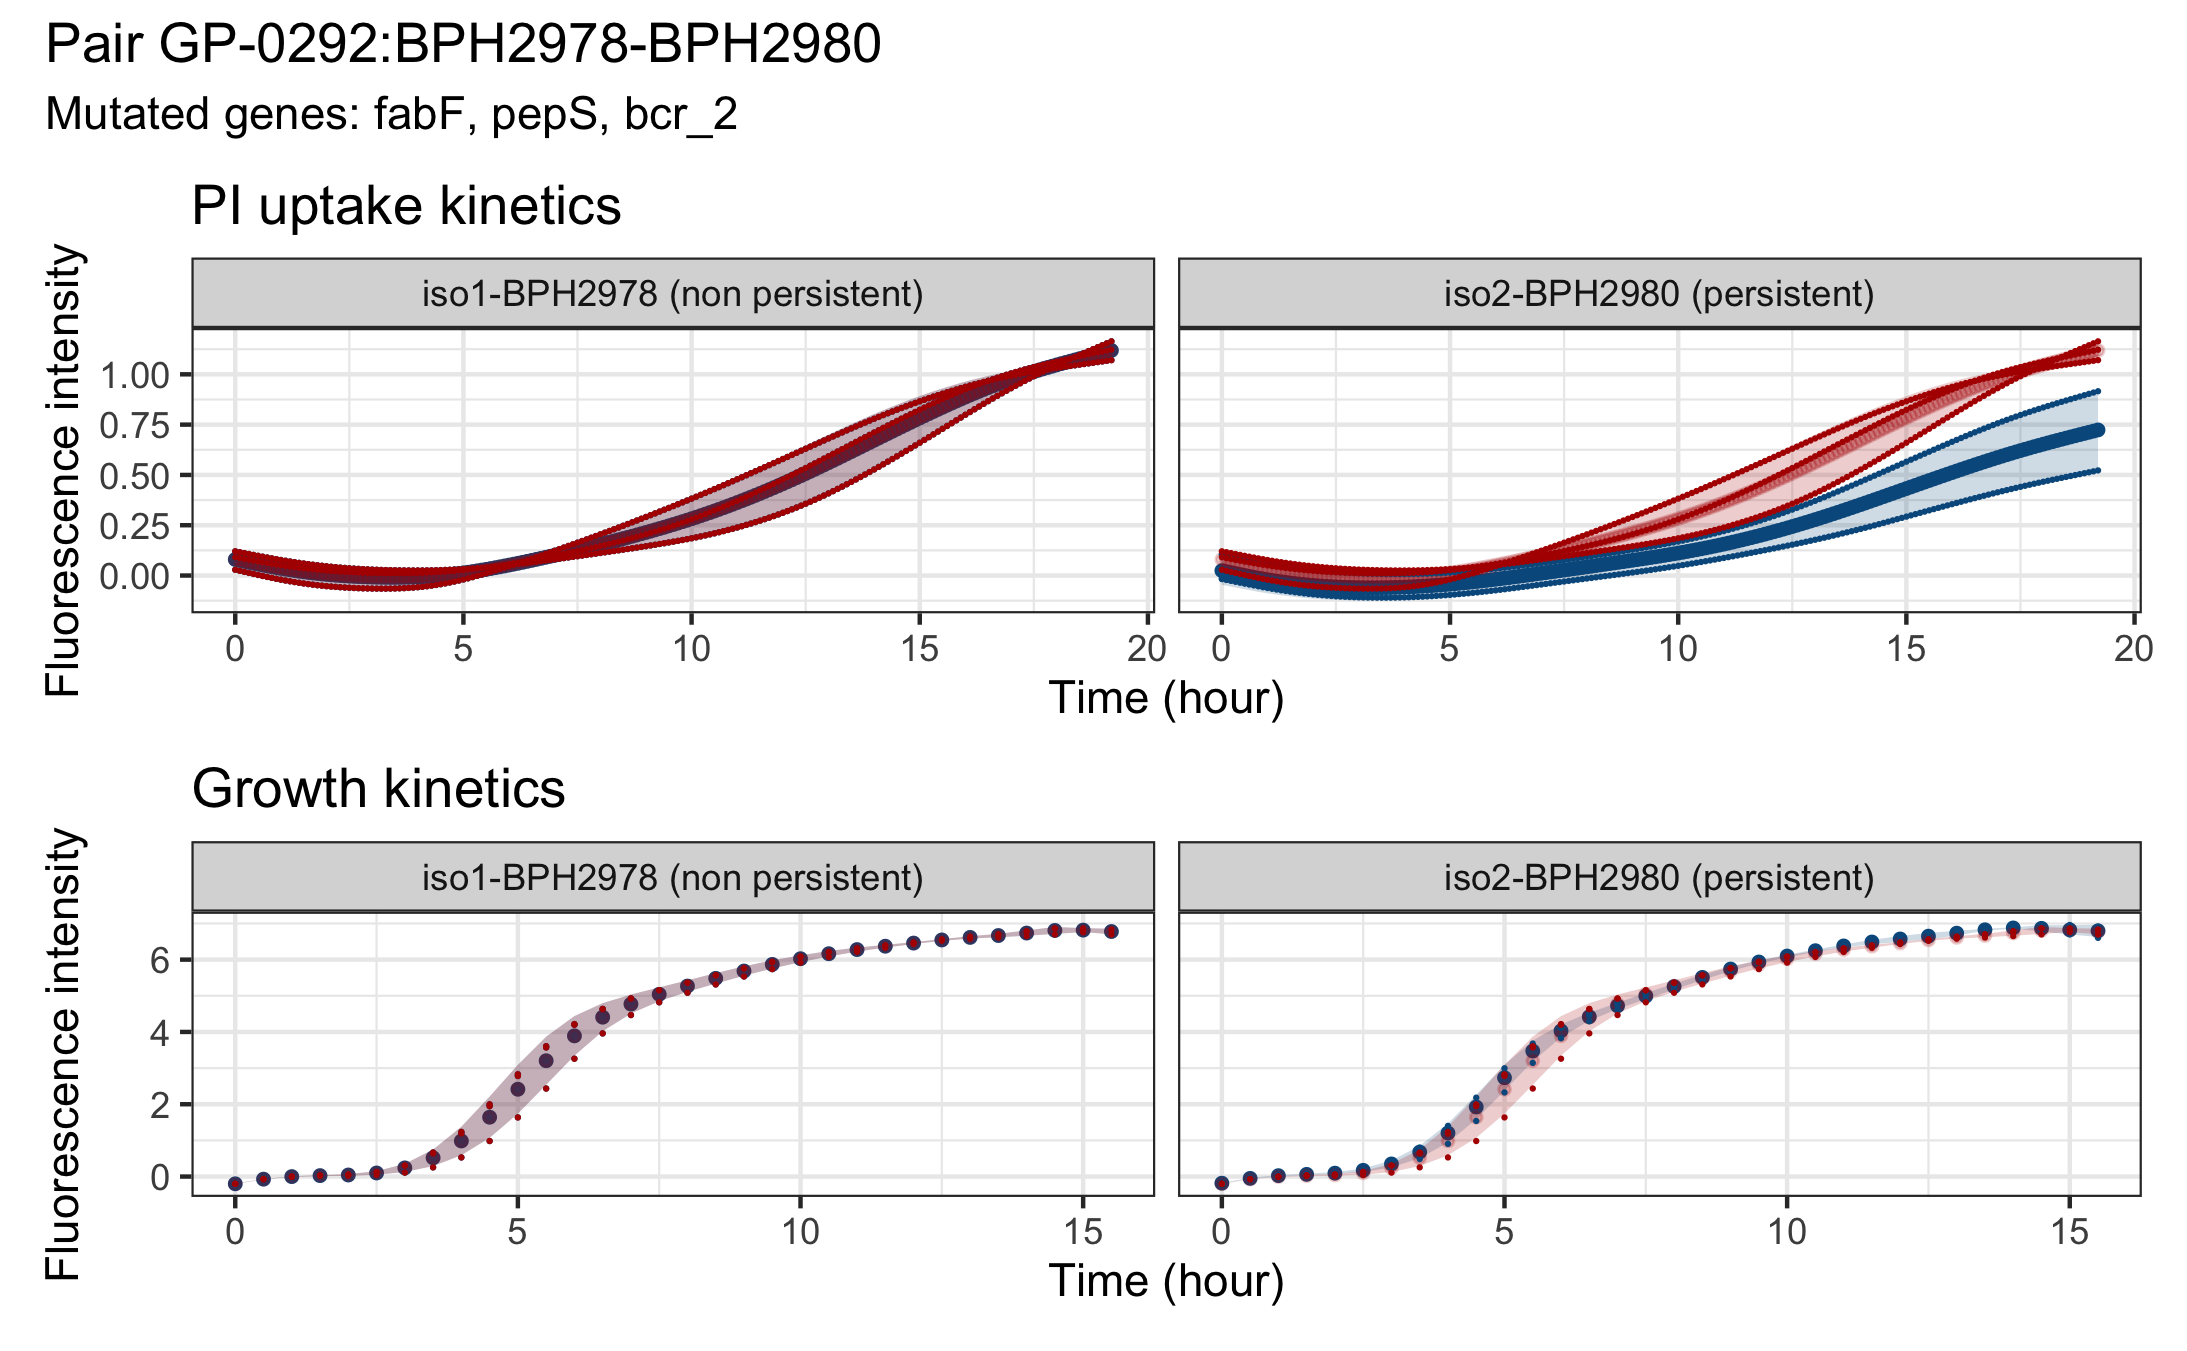 Pair GP-0292:BPH2978-BPH2980
Mutated genes: fabF, pepS, bcr_2
PI uptake kinetics
Fluorescence intensity
iso1-BPH2978 (non persistent)
iso2-BPH2980 (persistent)
1.00
0.75
0.50
0.25
0.00
0 5 10 15 20
0 5 10 15 20
Time (hour)
Growth kinetics
Fluorescence intensity
iso1-BPH2978 (non persistent)
iso2-BPH2980 (persistent)
6
4
2
0
0 5 10 15
0 5 10 15
Time (hour)